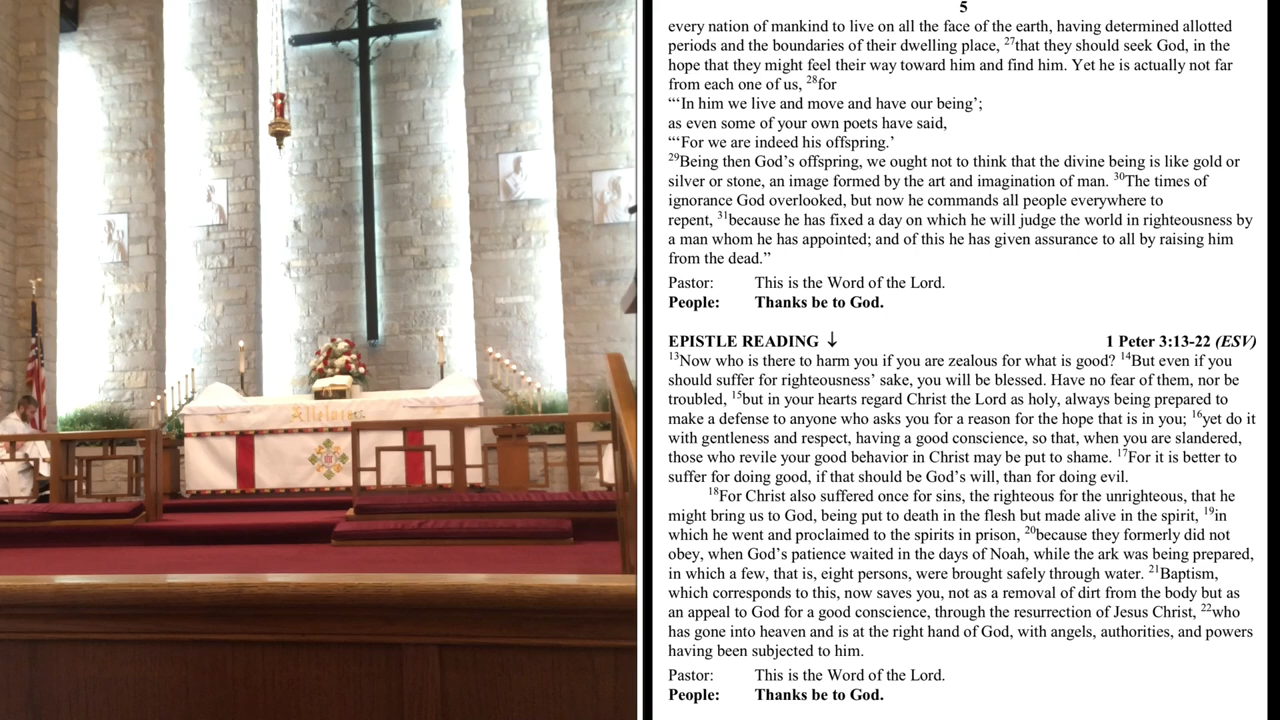 Alleluia
5
every nation of mankind to live on all the face of the earth, having determined allotted
periods and the boundaries of their dwelling place, 27that they should seek God, in the
hope that they might feel their way toward him and find him. Yet he is actually not far
from each one of us, 28for
“‘In him we live and move and have our being’;
as even some of your own poets have said,
“‘For we are indeed his offspring.’
29Being then God’s offspring, we ought not to think that the divine being is like gold or
silver or stone, an image formed by the art and imagination of man. 30The times of
ignorance God overlooked, but now he commands all people everywhere to
repent, 31because he has fixed a day on which he will judge the world in righteousness by
a man whom he has appointed; and of this he has given assurance to all by raising him
from the dead.”
Pastor: This is the Word of the Lord.
People: Thanks be to God.
EPISTLE READING ↓ 1 Peter 3:13-22 (ESV)
13Now who is there to harm you if you are zealous for what is good? 14But even if you
should suffer for righteousness’ sake, you will be blessed. Have no fear of them, nor be
troubled, 15but in your hearts regard Christ the Lord as holy, always being prepared to
make a defense to anyone who asks you for a reason for the hope that is in you; 16yet do it
with gentleness and respect, having a good conscience, so that, when you are slandered,
those who revile your good behavior in Christ may be put to shame. 17For it is better to
suffer for doing good, if that should be God’s will, than for doing evil.
18For Christ also suffered once for sins, the righteous for the unrighteous, that he
might bring us to God, being put to death in the flesh but made alive in the spirit, 19in
which he went and proclaimed to the spirits in prison, 20because they formerly did not
obey, when God’s patience waited in the days of Noah, while the ark was being prepared,
in which a few, that is, eight persons, were brought safely through water. 21Baptism,
which corresponds to this, now saves you, not as a removal of dirt from the body but as
an appeal to God for a good conscience, through the resurrection of Jesus Christ, 22who
has gone into heaven and is at the right hand of God, with angels, authorities, and powers
having been subjected to him.
Pastor: This is the Word of the Lord.
People: Thanks be to God.